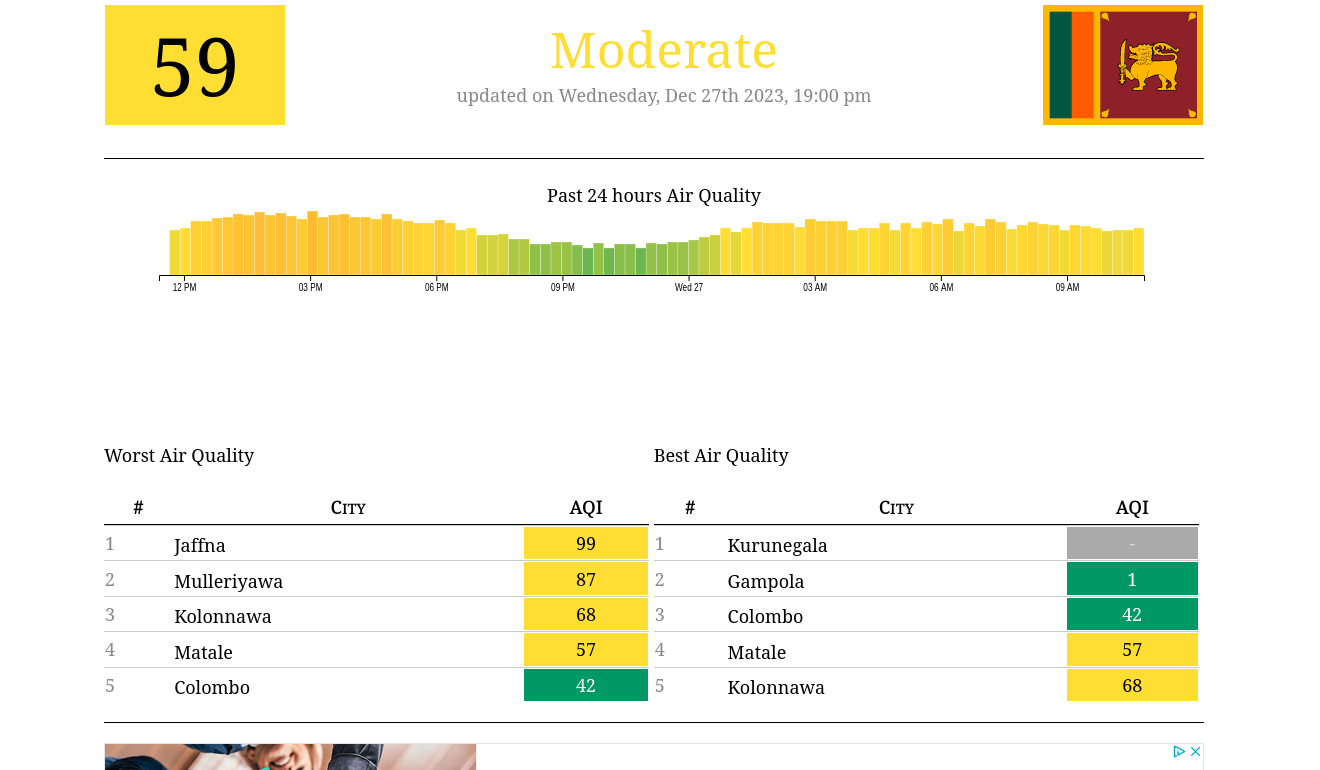 59
Moderate
updated on Wednesday, Dec 27th 2023, 19:00 pm
Past 24 hours Air Quality
12 PM 03 PM 06 PM 09 PM Wed 27 03 AM 06 AM 09 AM
Worst Air Quality
# City AQI
1 Jaffna 99
2 Mulleriyawa 87
3 Kolonnawa 68
4 Matale 57
5 Colombo 42
Best Air Quality
# City AQI
1 Kurunegala -
2 Gampola 1
3 Colombo 42
4 Matale 57
5 Kolonnawa 68